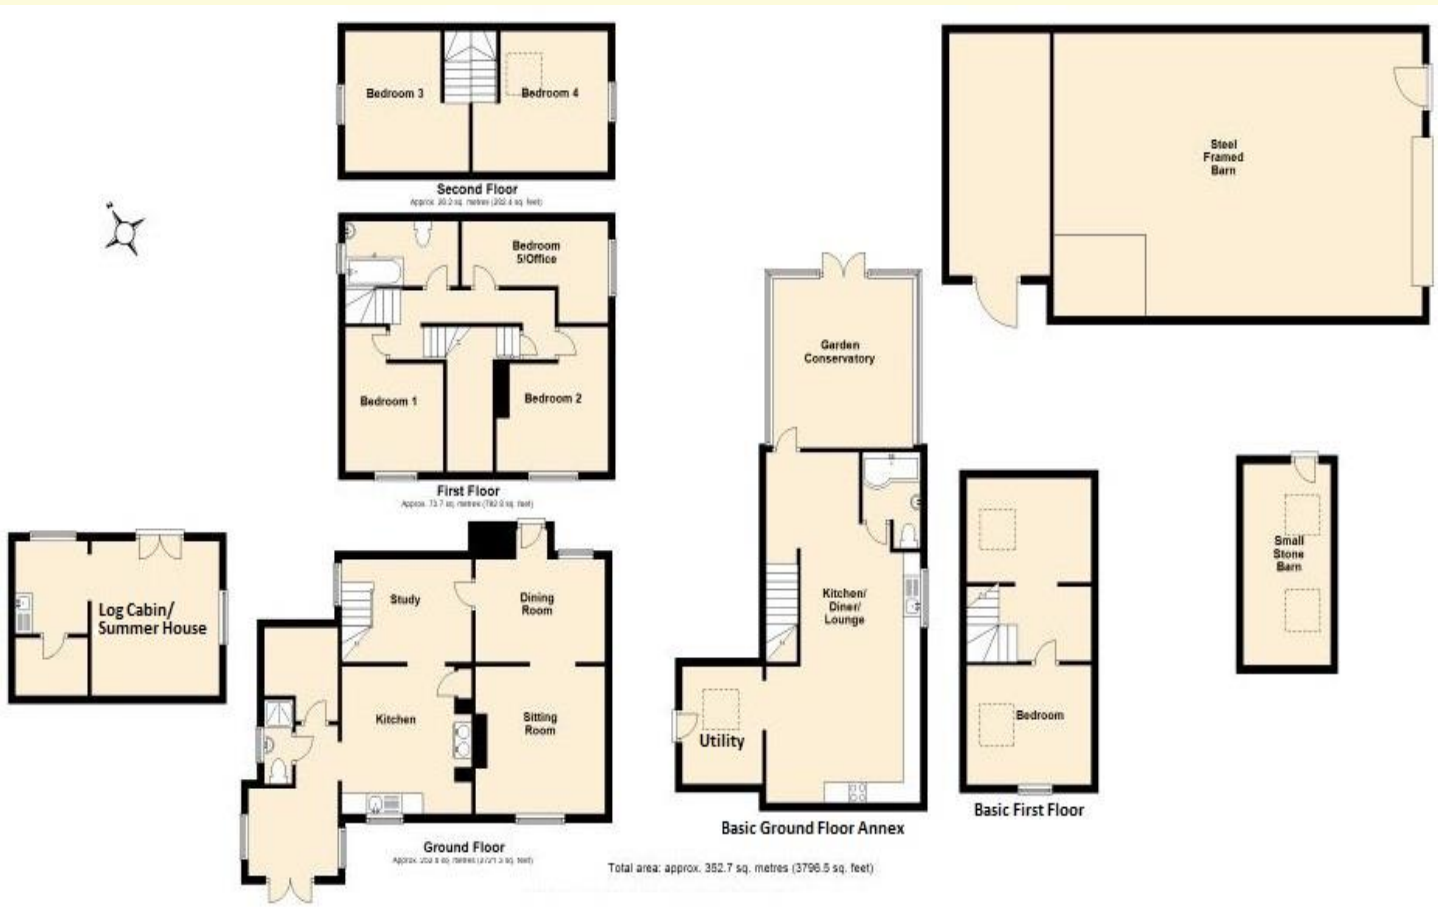 Bedroom 3
Bedroom 4
Second Floor
Bedroom
5/Office
Bedroom 1
Bedroom 2
First Floor
Steel
Framed
Barn
Garden
Conservatory
Kitchen/
Diner/
Lounge
Utility
Basic Ground Floor Annex
Bedroom
Basic First Floor
Small
Stone
Barn
Log Cabin/
Summer House
Study
Dining
Room
Kitchen
Sitting
Room
Ground Floor
Total area: approx. 352.7 sq. metres (3796.5 sq. feet)